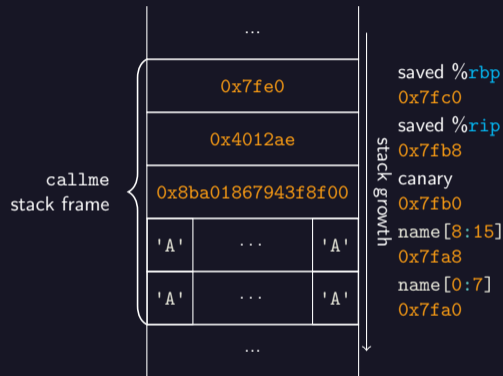 ...
saved %rbp
0x7fe0
0x7fc0
saved %rip
0x4012ae
0x7fb8
callme
stack frame
canary
0x8ba01867943f8f00
0x7fb0
stack growth
name[8:15]
'A' ... 'A'
0x7fa8
name[0:7]
'A' ... 'A'
0x7fa0
...